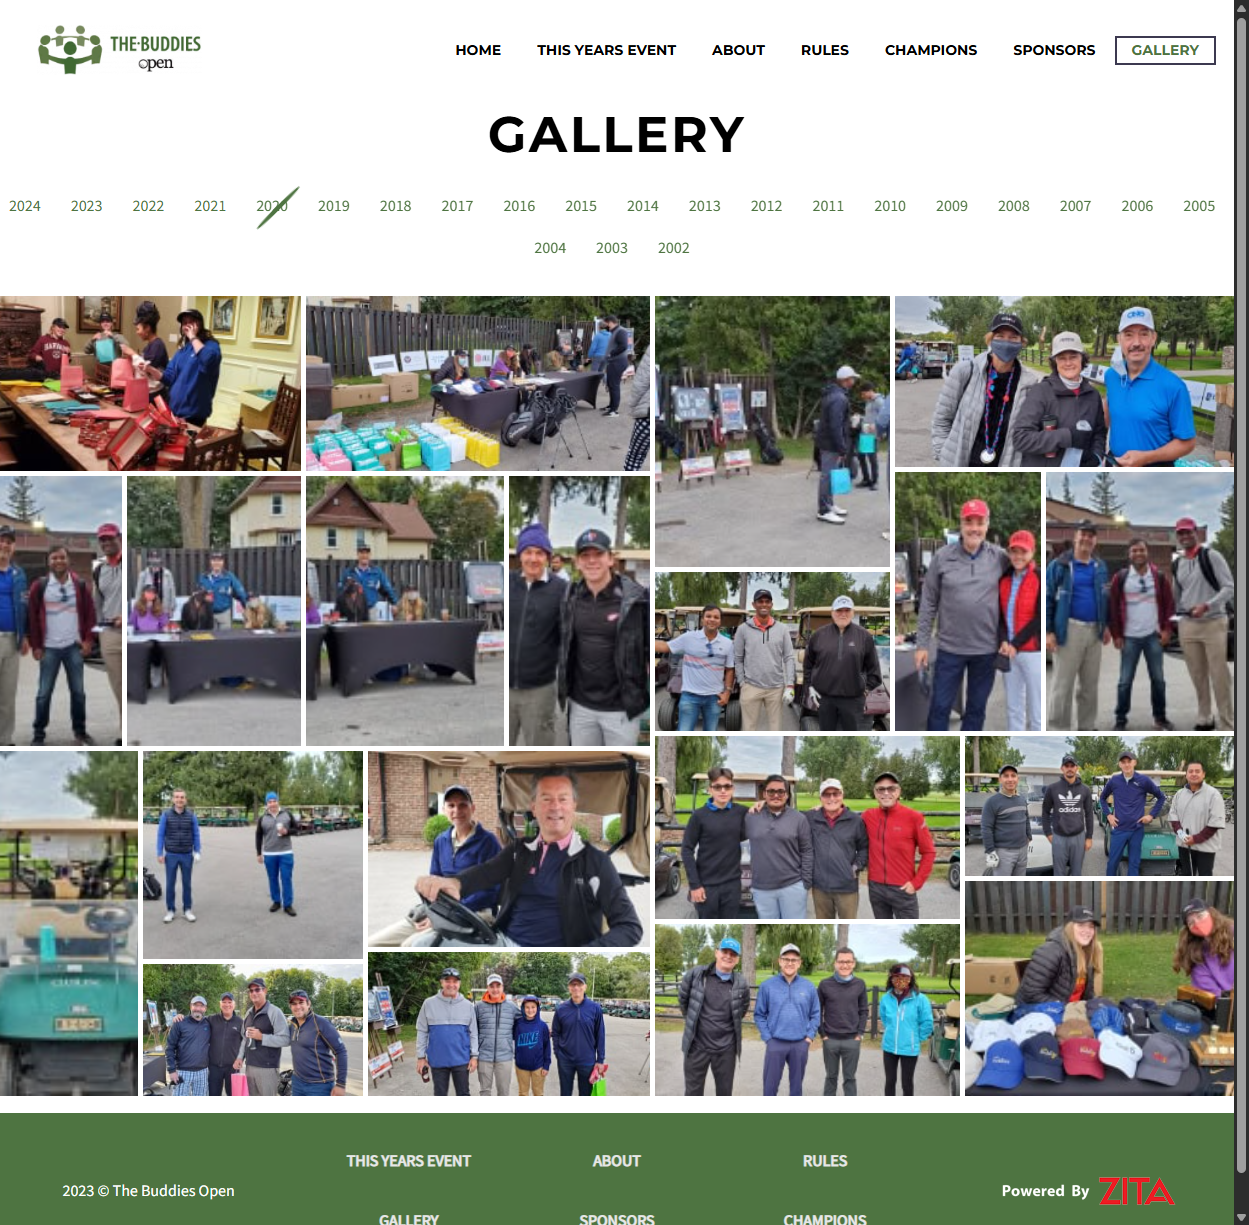 THE·BUDDIES
open
HOME THIS YEARS EVENT ABOUT RULES CHAMPIONS SPONSORS GALLERY
GALLERY
2024 2023 2022 2021 2020 2019 2018 2017 2016 2015 2014 2013 2012 2011 2010 2009 2008 2007 2006 2005
2004 2003 2002
adidas
NIKE
THIS YEARS EVENT ABOUT RULES
2023 © The Buddies Open
Powered By ZITA
GALLERY SPONSORS CHAMPIONS